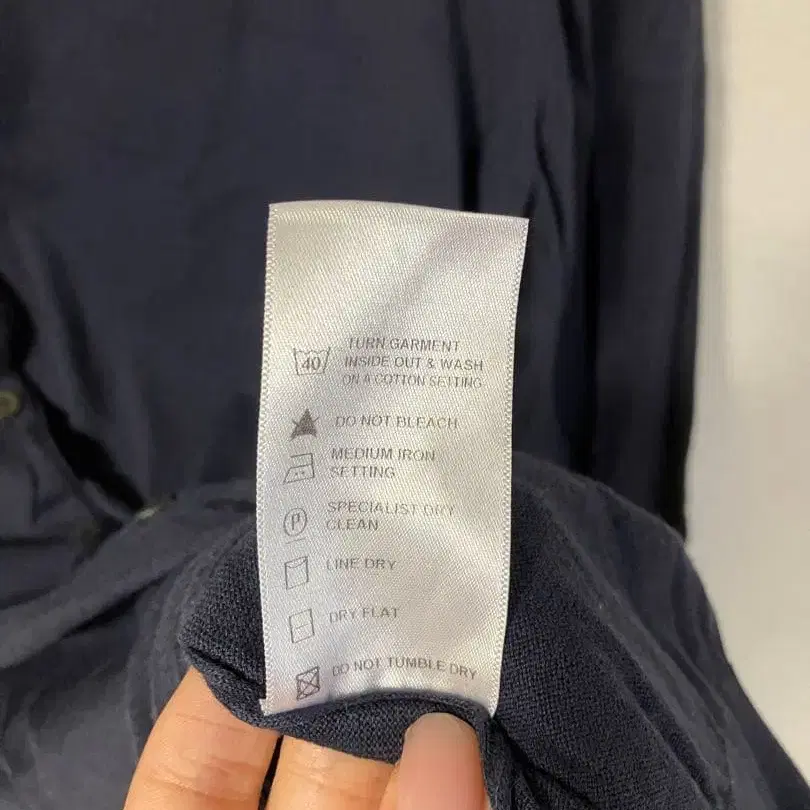 40
TURN GARMENT
INSIDE OUT & WASH
ON A COTTON SETTING
DO NOT BLEACH
MEDIUM IRON
SETTING
P
SPECIALIST DRY
CLEAN
LINE DRY
DRY FLAT
DO NOT TUMBLE DRY